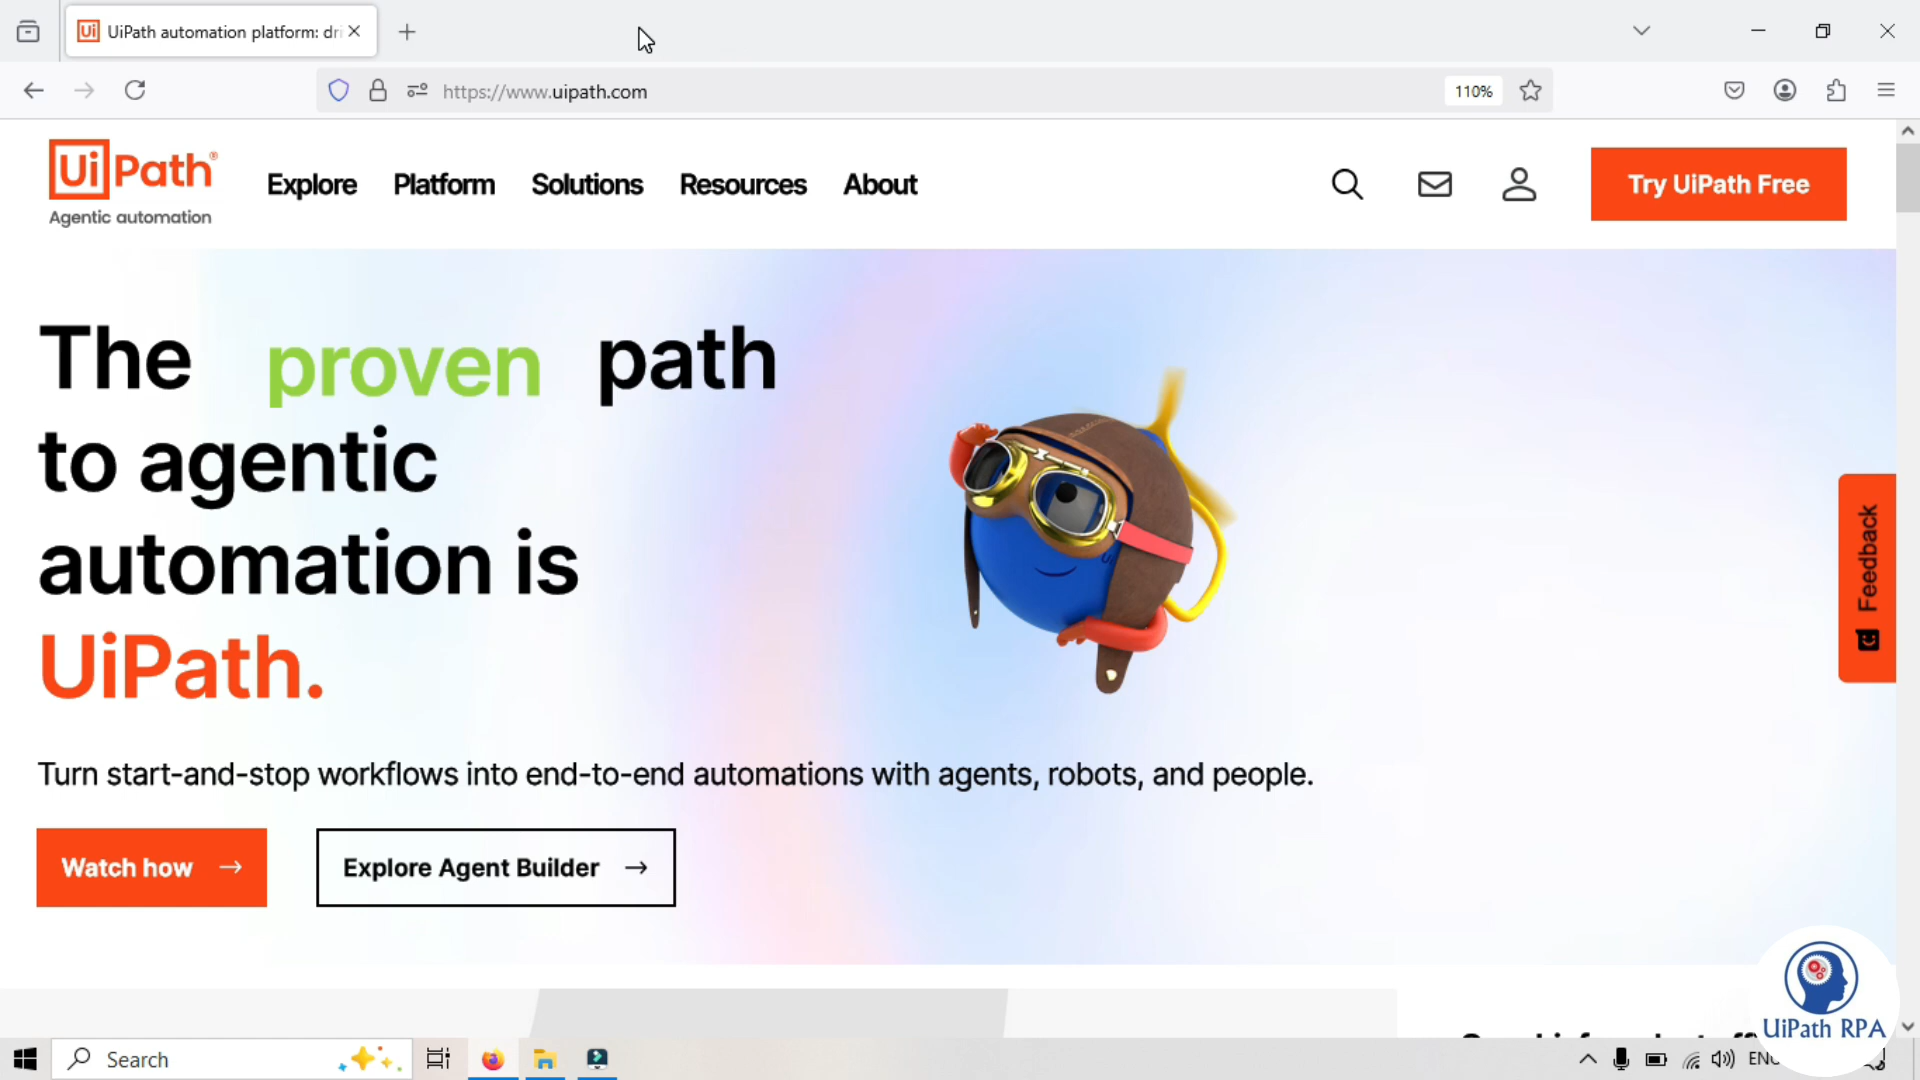 Ui UiPath automation platform: dri
https://www.uipath.com
110%
UiPath®
Agentic automation
Explore
Platform
Solutions
Resources
About
Try UiPath Free
The proven path
to agentic
automation is
UiPath.
Feedback
Turn start-and-stop workflows into end-to-end automations with agents, robots, and people.
Watch how →
Explore Agent Builder →
UiPath RPA
Search